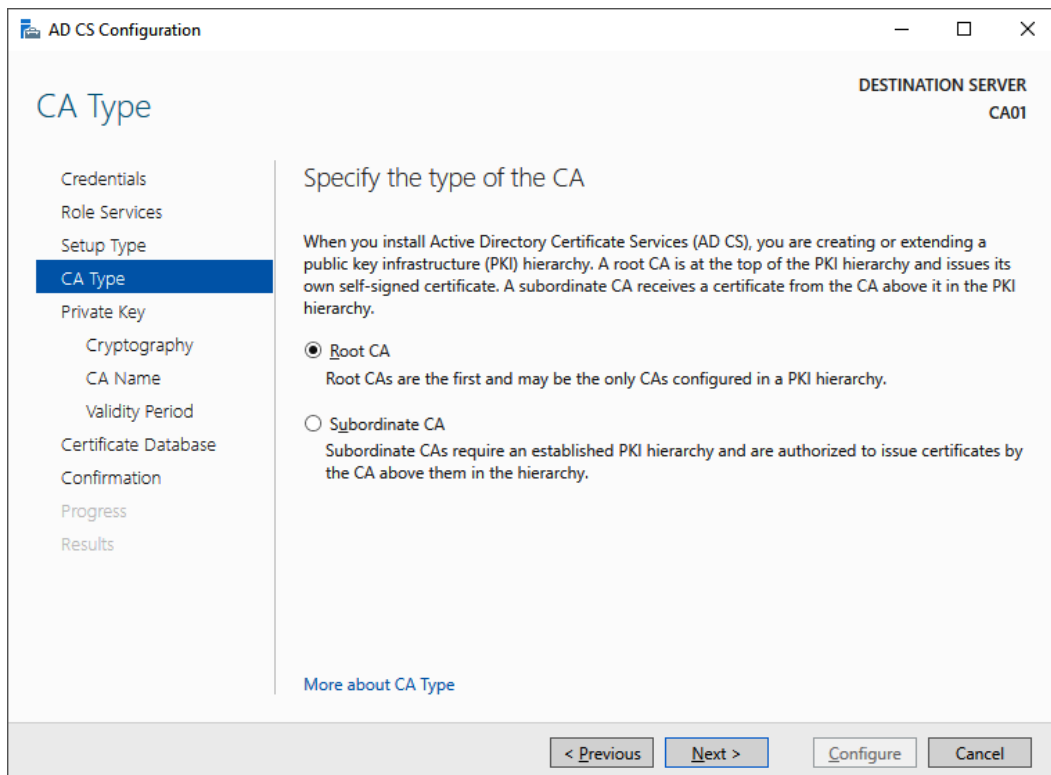 AD CS Configuration
CA Type
DESTINATION SERVER
CA01
Credentials
Role Services
Setup Type
CA Type
Private Key
Cryptography
CA Name
Validity Period
Certificate Database
Confirmation
Progress
Results
Specify the type of the CA
When you install Active Directory Certificate Services (AD CS), you are creating or extending a
public key infrastructure (PKI) hierarchy. A root CA is at the top of the PKI hierarchy and issues its
own self-signed certificate. A subordinate CA receives a certificate from the CA above it in the PKI
hierarchy.
Root CA
Root CAs are the first and may be the only CAs configured in a PKI hierarchy.
Subordinate CA
Subordinate CAs require an established PKI hierarchy and are authorized to issue certificates by
the CA above them in the hierarchy.
More about CA Type
< Previous
Next >
Configure
Cancel